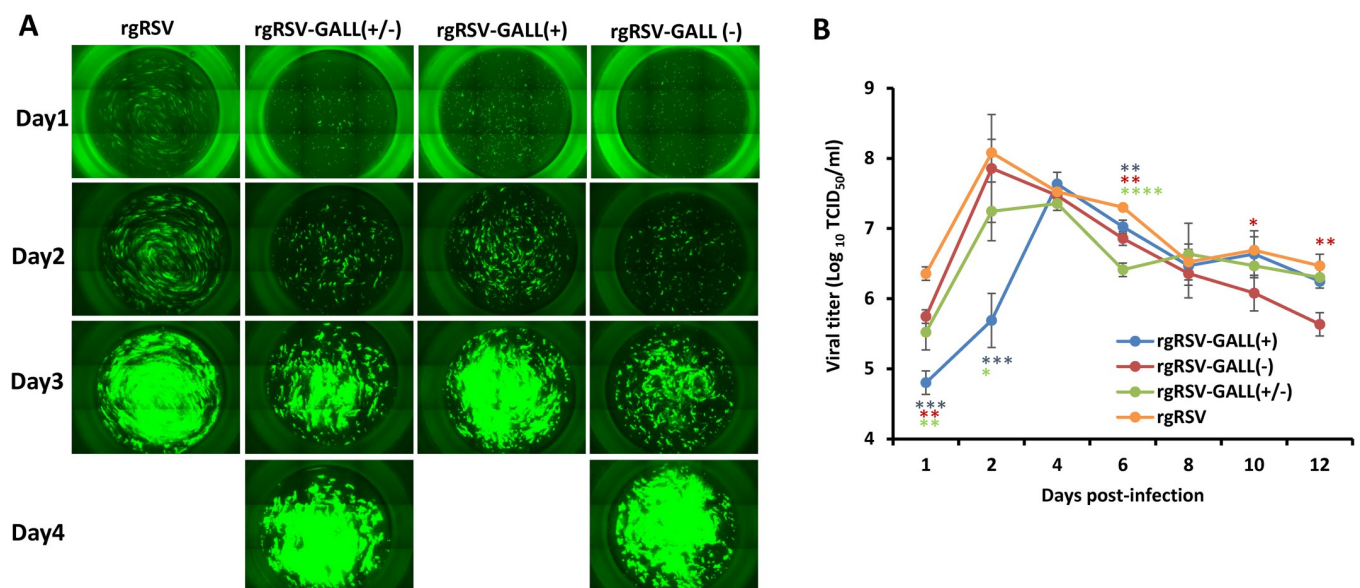 A
rgRSV
rgRSV-GALL(+/-)
rgRSV-GALL(+)
rgRSV-GALL (-)
Day1
Day2
Day3
Day4
B
Viral titer (Log 10 TCID50/ml)
9
8
7
6
5
4
***
**
**
***
*
**
**
****
*
**
rgRSV-GALL(+)
rgRSV-GALL(-)
rgRSV-GALL(+/-)
rgRSV
1 2 4 6 8 10 12
Days post-infection